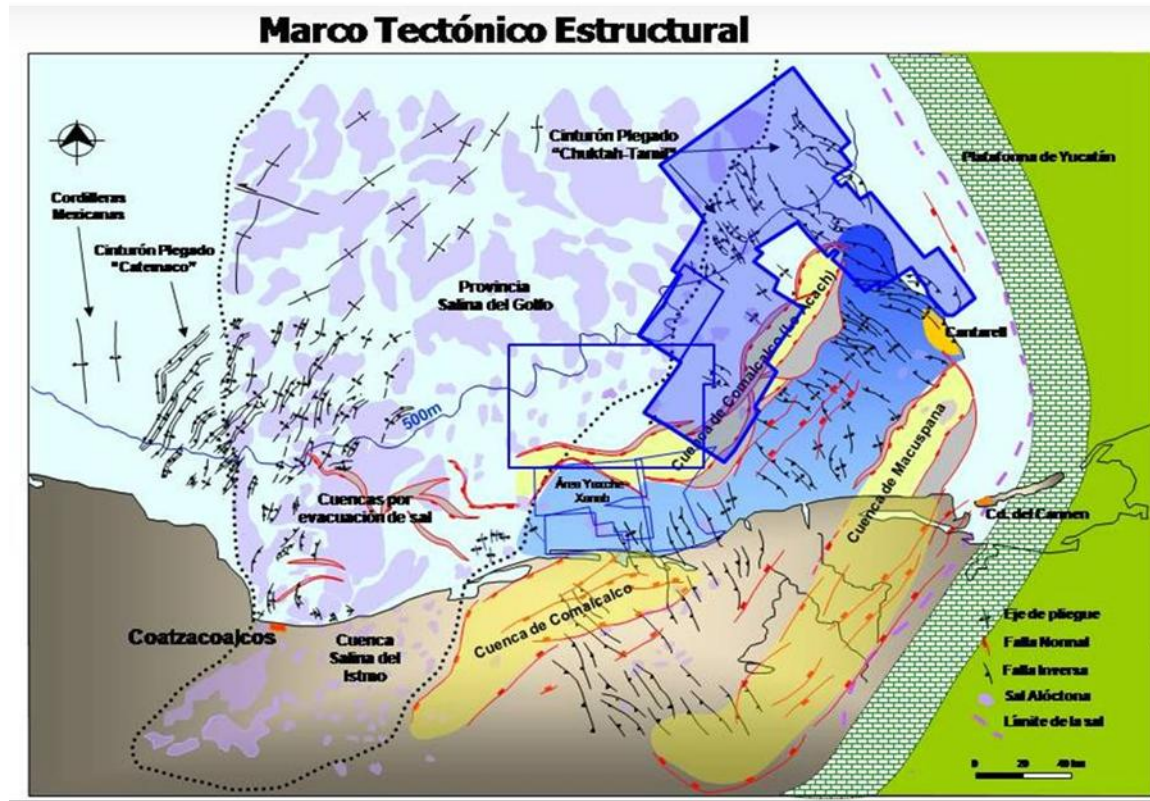 Marco Tectónico Estructural
Cinturón Plegado
"Chuktah-Tamil"
Plataforma de Yucatán
Cordilleras
Mexicanas
Cinturón Plegado
"Catemaco"
Provincia
Salina del Golfo
Cantarell
500m
Cuenca de Comalcalco
Cuenca de Macuspana
Área Yaxche-
Xanab
Cuencas por
evacuación de sal
Cd. del Carmen
Cuenca de Comalcalco
Coatzacoalcos
Cuenca
Salina del
Istmo
Eje de pliegue
Falla Normal
Falla Inversa
Sal Alóctona
Límite de la sal
0 20 40 km